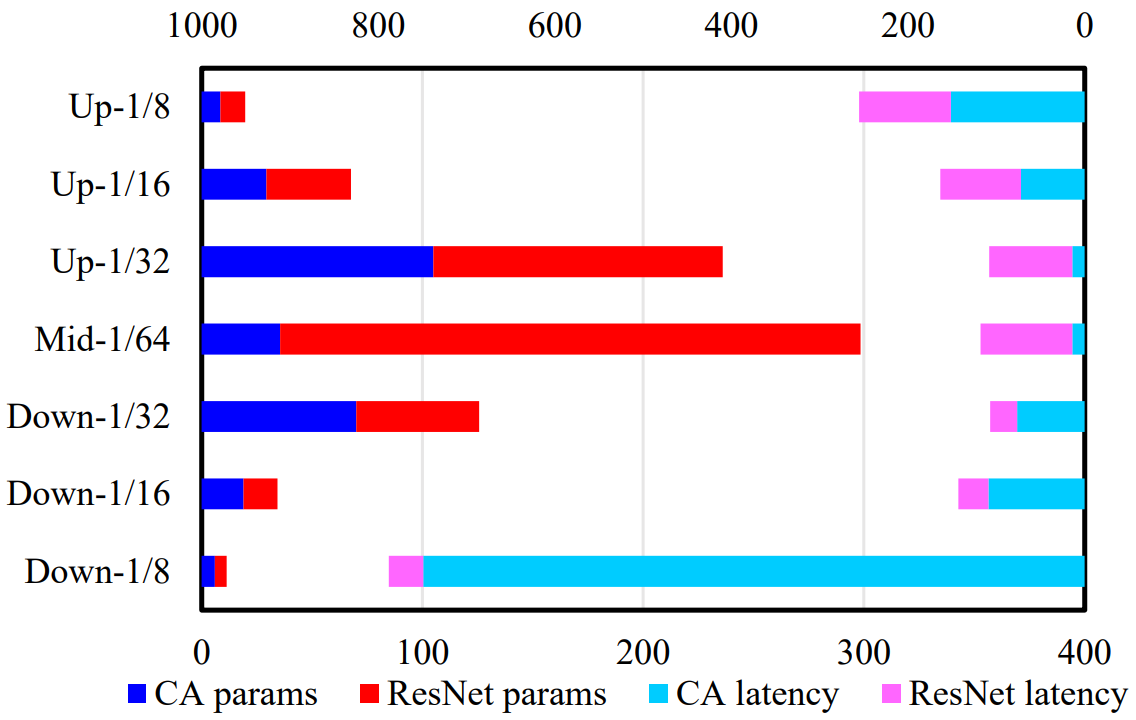 1000 800 600 400 200 0
Up-1/8
Up-1/16
Up-1/32
Mid-1/64
Down-1/32
Down-1/16
Down-1/8
0 100 200 300 400
CA params ResNet params CA latency ResNet latency